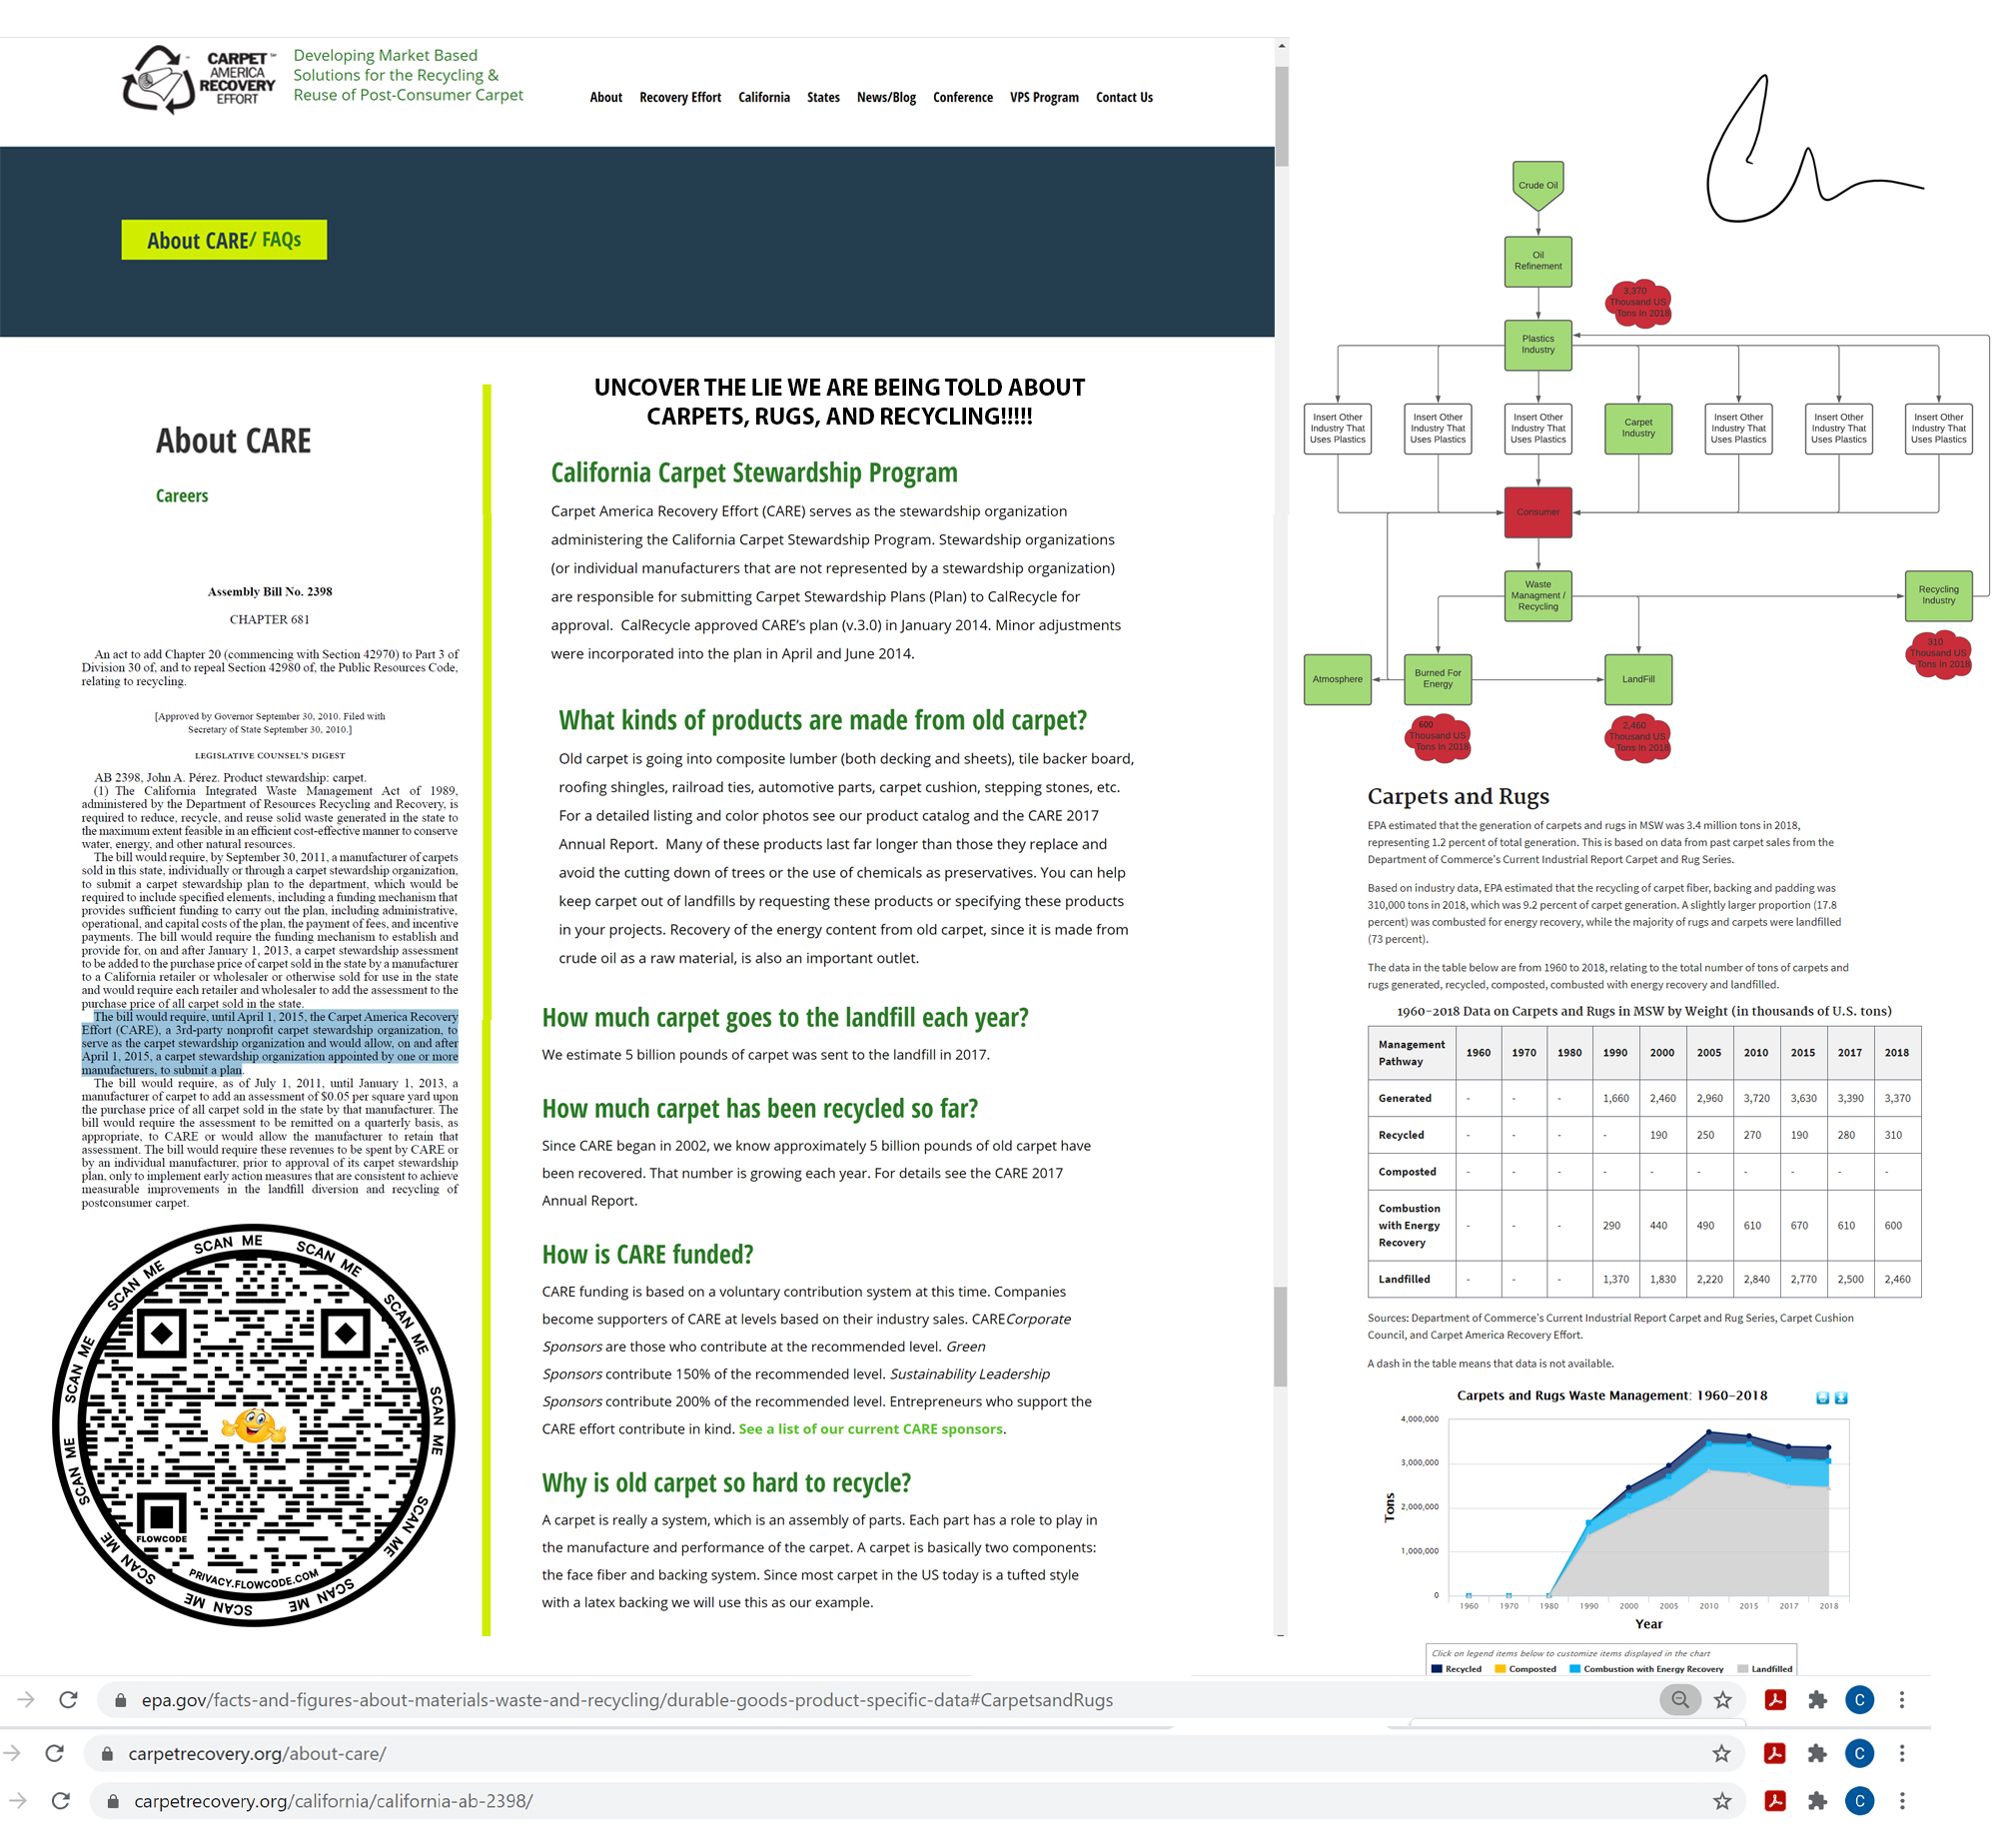 CARPET
AMERICA
RECOVERY
EFFORT
Developing Market Based
Solutions for the Recycling &
Reuse of Post-Consumer Carpet
About Recovery Effort California States News/Blog Conference VPS Program Contact Us
About CARE/ FAQs
About CARE
Careers
Assembly Bill No. 2398
CHAPTER 681
An act to add Chapter 20 (commencing with Section 42970) to Part 3 of
Division 30 of, and to repeal Section 42980 of, the Public Resources Code,
relating to recycling.
[Approved by Governor September 30, 2010. Filed with
Secretary of State September 30, 2010.]
LEGISLATIVE COUNSEL'S DIGEST
AB 2398, John A. Pérez. Product stewardship: carpet.
(1) The California Integrated Waste Management Act of 1989,
administered by the Department of Resources Recycling and Recovery, is
required to reduce, recycle, and reuse solid waste generated in the state to
the maximum extent feasible in an efficient cost-effective manner to conserve
water, energy, and other natural resources.
The bill would require, by September 30, 2011, a manufacturer of carpets
sold in this state, individually or through a carpet stewardship organization,
to submit a carpet stewardship plan to the department, which would be
required to include specified elements, including a funding mechanism that
provides sufficient funding to carry out the plan, including administrative,
operational, and capital costs of the plan, the payment of fees, and incentive
payments. The bill would require the funding mechanism to establish and
provide for, on and after January 1, 2013, a carpet stewardship assessment
to be added to the purchase price of carpet sold in the state by a manufacturer
to a California retailer or wholesaler or otherwise sold for use in the state
and would require each retailer and wholesaler to add the assessment to the
purchase price of all carpet sold in the state.
The bill would require, until April 1, 2015, the Carpet America Recovery
Effort (CARE), a 3rd-party nonprofit carpet stewardship organization, to
serve as the carpet stewardship organization and would allow, on and after
April 1, 2015, a carpet stewardship organization appointed by one or more
manufacturers, to submit a plan.
The bill would require, as of July 1, 2011, until January 1, 2013, a
manufacturer of carpet to add an assessment of $0.05 per square yard upon
the purchase price of all carpet sold in the state by that manufacturer. The
bill would require the assessment to be remitted on a quarterly basis, as
appropriate, to CARE or would allow the manufacturer to retain that
assessment. The bill would require these revenues to be spent by CARE or
by an individual manufacturer, prior to approval of its carpet stewardship
plan, only to implement early action measures that are consistent to achieve
measurable improvements in the landfill diversion and recycling of
postconsumer carpet.
SCAN ME SCAN ME SCAN ME SCAN ME SCAN ME SCAN ME SCAN ME SCAN ME SCAN ME SCAN ME SCAN ME
FLOWCODE
PRIVACY.FLOWCODE.COM
UNCOVER THE LIE WE ARE BEING TOLD ABOUT
CARPETS, RUGS, AND RECYCLING!!!!!
California Carpet Stewardship Program
Carpet America Recovery Effort (CARE) serves as the stewardship organization
administering the California Carpet Stewardship Program. Stewardship organizations
(or individual manufacturers that are not represented by a stewardship organization)
are responsible for submitting Carpet Stewardship Plans (Plan) to CalRecycle for
approval. CalRecycle approved CARE's plan (v.3.0) in January 2014. Minor adjustments
were incorporated into the plan in April and June 2014.
What kinds of products are made from old carpet?
Old carpet is going into composite lumber (both decking and sheets), tile backer board,
roofing shingles, railroad ties, automotive parts, carpet cushion, stepping stones, etc.
For a detailed listing and color photos see our product catalog and the CARE 2017
Annual Report. Many of these products last far longer than those they replace and
avoid the cutting down of trees or the use of chemicals as preservatives. You can help
keep carpet out of landfills by requesting these products or specifying these products
in your projects. Recovery of the energy content from old carpet, since it is made from
crude oil as a raw material, is also an important outlet.
How much carpet goes to the landfill each year?
We estimate 5 billion pounds of carpet was sent to the landfill in 2017.
How much carpet has been recycled so far?
Since CARE began in 2002, we know approximately 5 billion pounds of old carpet have
been recovered. That number is growing each year. For details see the CARE 2017
Annual Report.
How is CARE funded?
CARE funding is based on a voluntary contribution system at this time. Companies
become supporters of CARE at levels based on their industry sales. CARECorporate
Sponsors are those who contribute at the recommended level. Green
Sponsors contribute 150% of the recommended level. Sustainability Leadership
Sponsors contribute 200% of the recommended level. Entrepreneurs who support the
CARE effort contribute in kind. See a list of our current CARE sponsors.
Why is old carpet so hard to recycle?
A carpet is really a system, which is an assembly of parts. Each part has a role to play in
the manufacture and performance of the carpet. A carpet is basically two components:
the face fiber and backing system. Since most carpet in the US today is a tufted style
with a latex backing we will use this as our example.
Crude Oil
Oil
Refinement
3,370
Thousand US
Tons In 2018
Plastics
Industry
Insert Other
Industry That
Uses Plastics
Insert Other
Industry That
Uses Plastics
Insert Other
Industry That
Uses Plastics
Carpet
Industry
Insert Other
Industry That
Uses Plastics
Insert Other
Industry That
Uses Plastics
Insert Other
Industry That
Uses Plastics
Consumer
Waste
Managment /
Recycling
Recycling
Industry
310
Thousand US
Tons In 2018
Atmosphere
Burned For
Energy
LandFill
600
Thousand US
Tons In 2018
2,460
Thousand US
Tons In 2018
Carpets and Rugs
EPA estimated that the generation of carpets and rugs in MSW was 3.4 million tons in 2018,
representing 1.2 percent of total generation. This is based on data from past carpet sales from the
Department of Commerce's Current Industrial Report Carpet and Rug Series.
Based on industry data, EPA estimated that the recycling of carpet fiber, backing and padding was
310,000 tons in 2018, which was 9.2 percent of carpet generation. A slightly larger proportion (17.8
percent) was combusted for energy recovery, while the majority of rugs and carpets were landfilled
(73 percent).
The data in the table below are from 1960 to 2018, relating to the total number of tons of carpets and
rugs generated, recycled, composted, combusted with energy recovery and landfilled.
1960-2018 Data on Carpets and Rugs in MSW by Weight (in thousands of U.S. tons)
Management
Pathway 1960 1970 1980 1990 2000 2005 2010 2015 2017 2018
Generated - - - 1,660 2,460 2,960 3,720 3,630 3,390 3,370
Recycled - - - - 190 250 270 190 280 310
Composted - - - - - - - - - -
Combustion
with Energy
Recovery - - - 290 440 490 610 670 610 600
Landfilled - - - 1,370 1,830 2,220 2,840 2,770 2,500 2,460
Sources: Department of Commerce's Current Industrial Report Carpet and Rug Series, Carpet Cushion
Council, and Carpet America Recovery Effort.
A dash in the table means that data is not available.
Carpets and Rugs Waste Management: 1960-2018
4,000,000
3,000,000
2,000,000
1,000,000
0
Tons
1960 1970 1980 1990 2000 2005 2010 2015 2017 2018
Year
Click on legend items below to customize items displayed in the chart
Recycled Composted Combustion with Energy Recovery Landfilled
epa.gov/facts-and-figures-about-materials-waste-and-recycling/durable-goods-product-specific-data#CarpetsandRugs
C
carpetrecovery.org/about-care/
C
carpetrecovery.org/california/california-ab-2398/
C